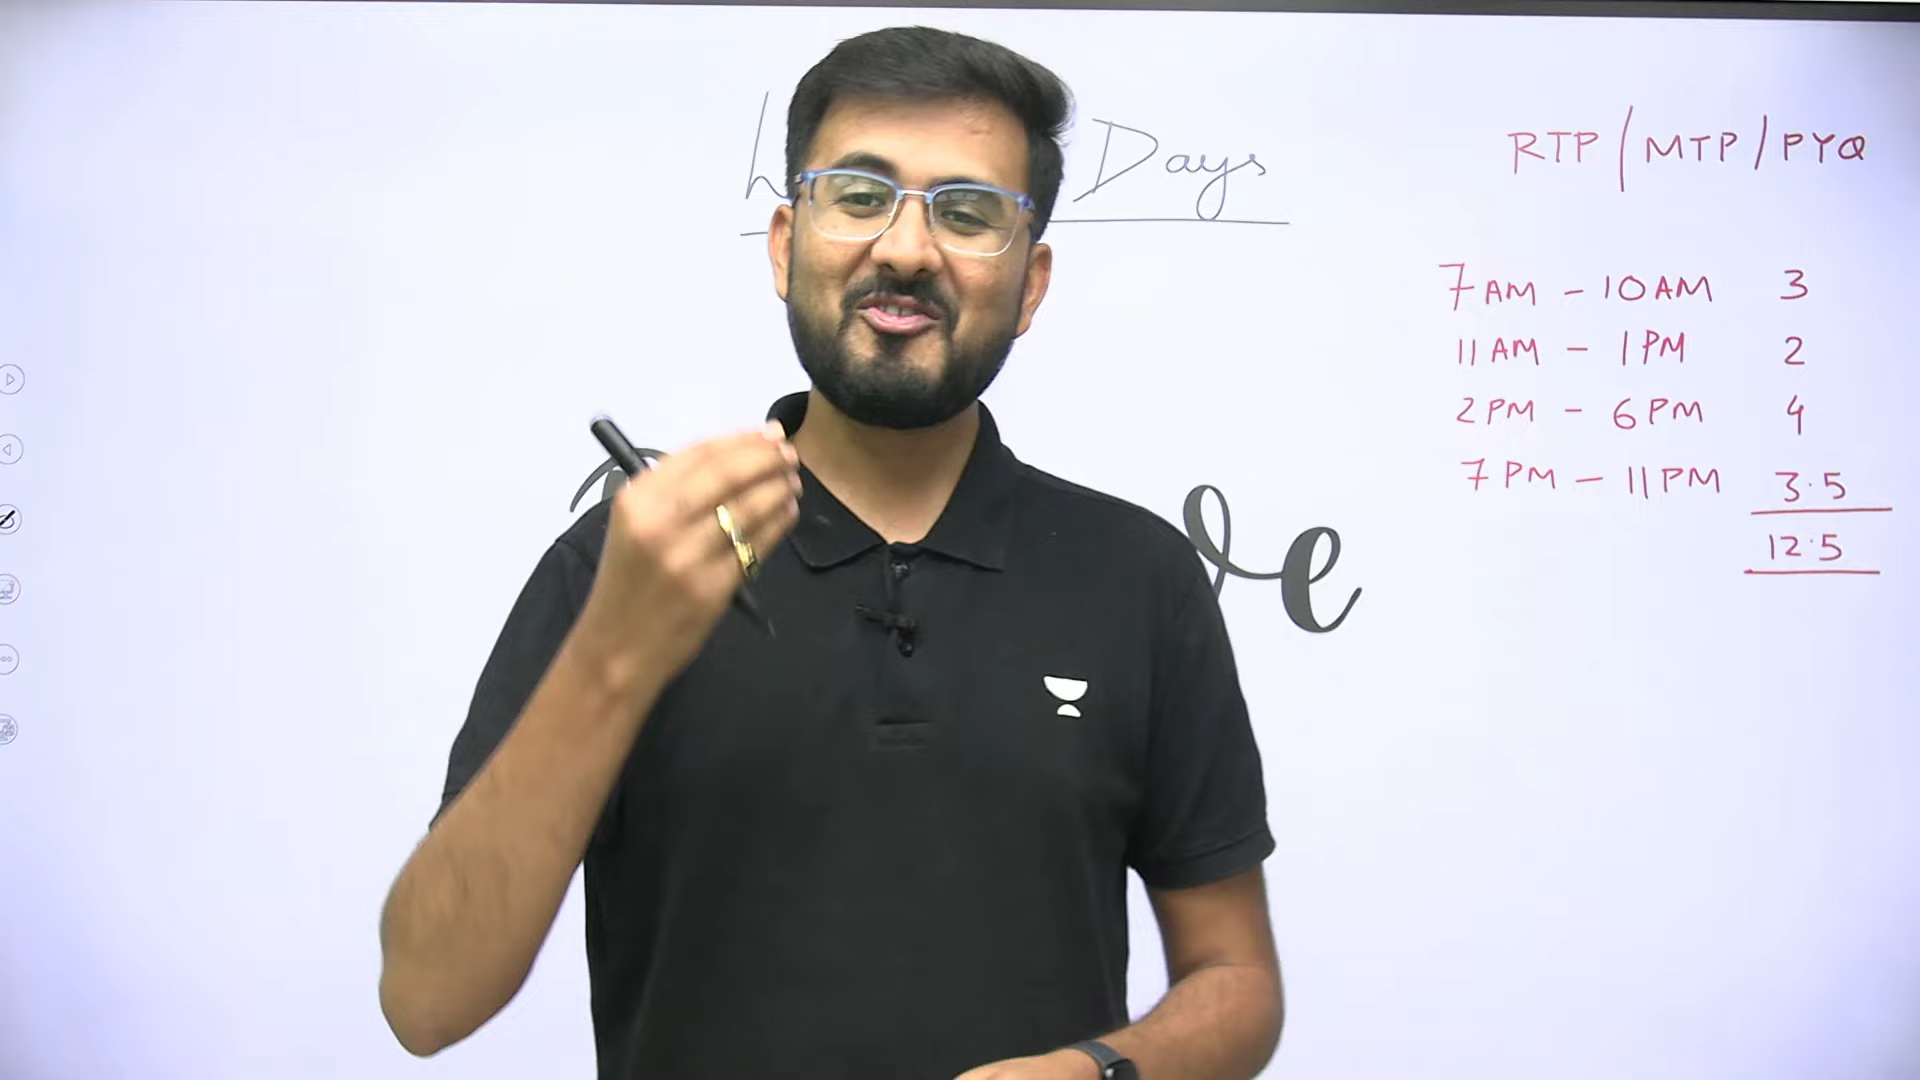 Days
RTP / MTP / PYQ
7 AM - 10 AM 3
11 AM - 1 PM 2
2 PM - 6 PM 4
7 PM - 11 PM 3.5
12.5